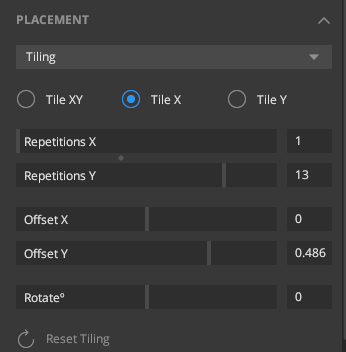 PLACEMENT
Tiling
Tile XY Tile X Tile Y
Repetitions X 1
Repetitions Y 13
Offset X 0
Offset Y 0.486
Rotate° 0
Reset Tiling